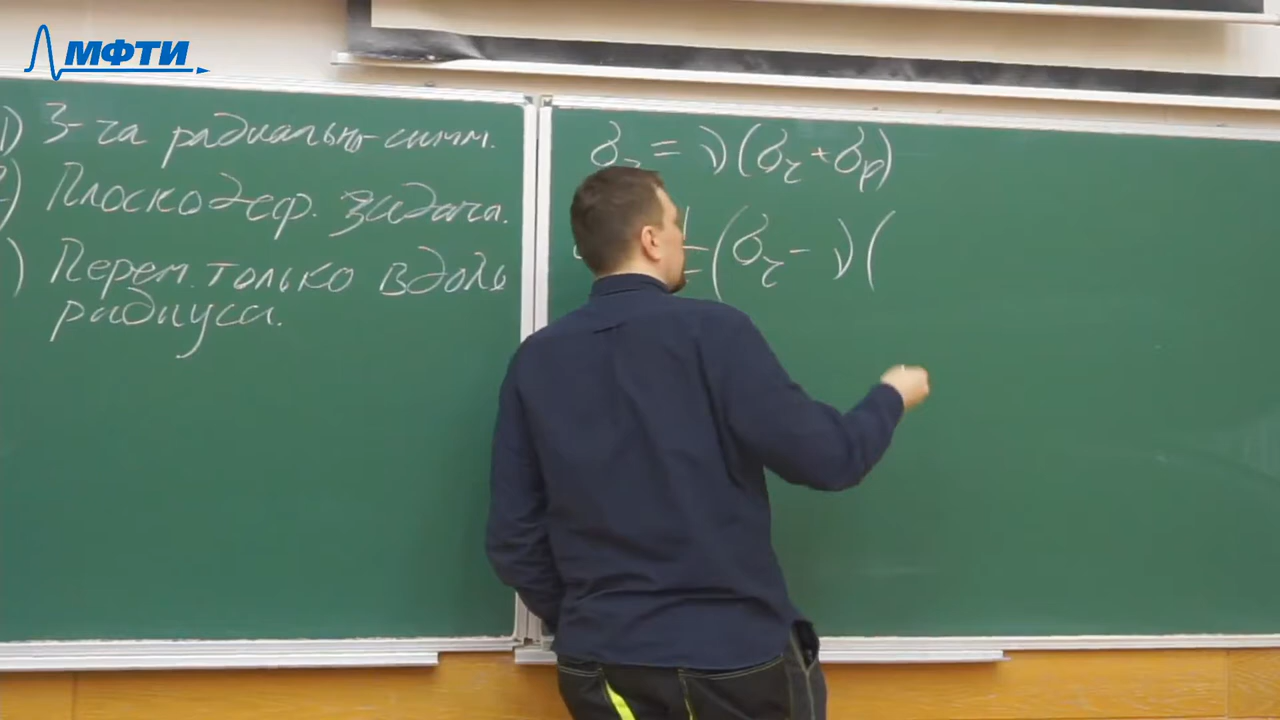 МФТИ
1) З-ча радиально-симм.
2) Плоскодеф. задача.
) Перем. только вдоль
радиуса.
σz = ν(σr + σφ)
= (σr - ν(